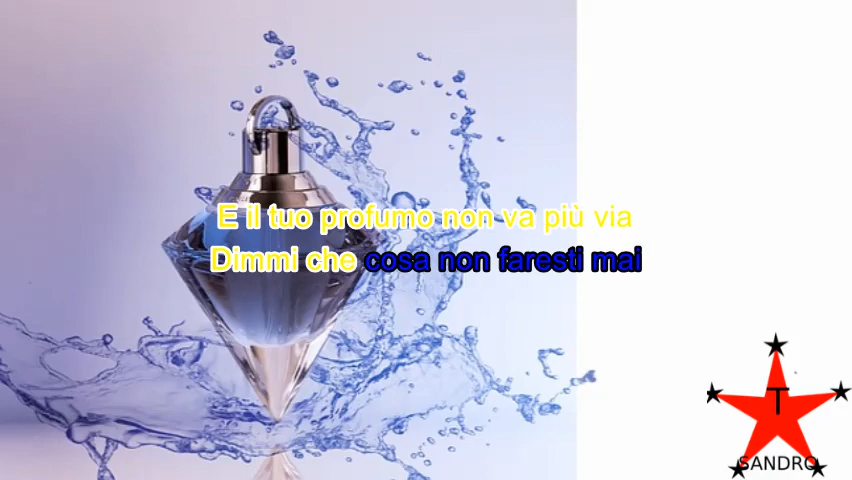 E il tuo profumo non va più via
Dimmi che cosa non faresti mai
T
SANDRO